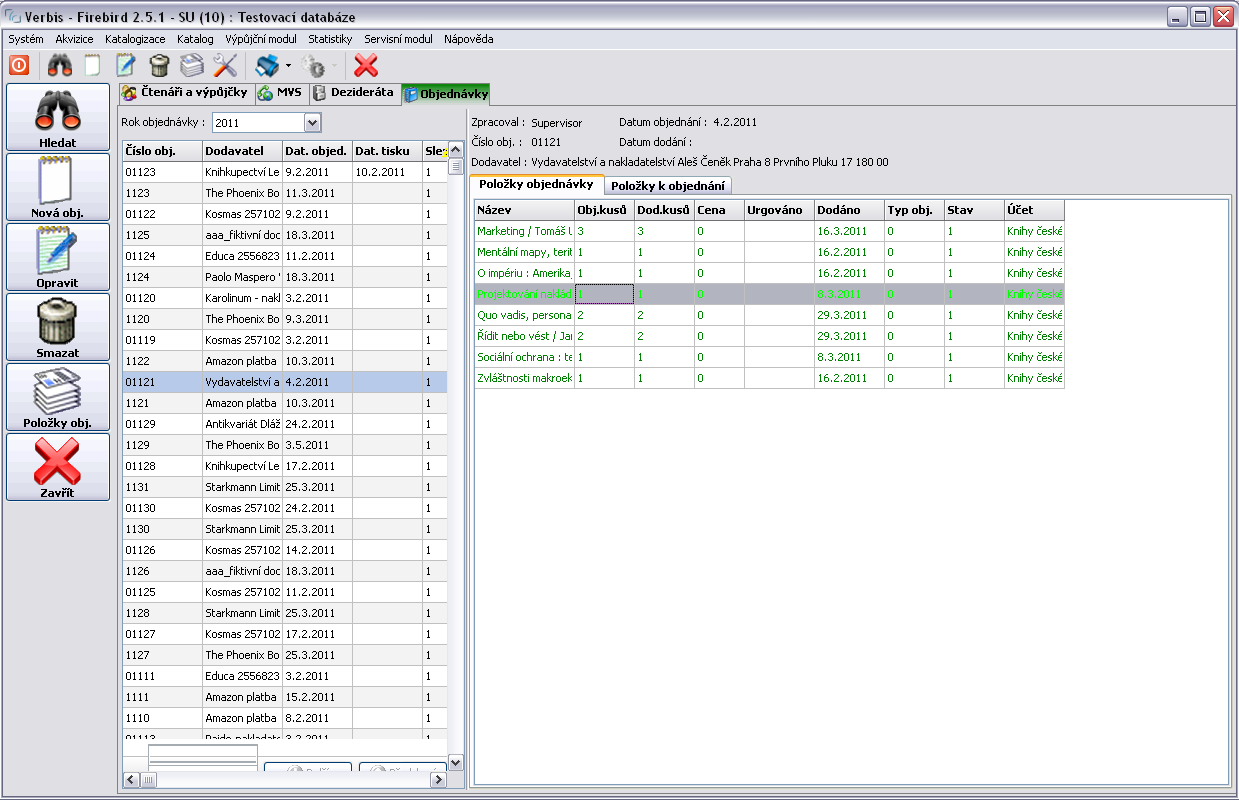 Verbis - Firebird 2.5.1 - SU (10) : Testovací databáze
Systém Akvizice Katalogizace Katalog Výpůjční modul Statistiky Servisní modul Nápověda
Hledat
Nová obj.
Opravit
Smazat
Položky obj.
Zavřít
Čtenáři a výpůjčky MVS Dezideráta Objednávky
Rok objednávky : 2011
Číslo obj. Dodavatel Dat. objed. Dat. tisku Sle
01123 Knihkupectví Le 9.2.2011 10.2.2011 1
1123 The Phoenix Bo 11.3.2011 1
01122 Kosmas 257102 9.2.2011 1
1125 aaa_fiktivní doc 18.3.2011 1
01124 Educa 2556823 11.2.2011 1
1124 Paolo Maspero 18.3.2011 1
01120 Karolinum - nakl 3.2.2011 1
1120 The Phoenix Bo 9.3.2011 1
01119 Kosmas 257102 3.2.2011 1
1122 Amazon platba 10.3.2011 1
01121 Vydavatelství a 4.2.2011 1
1121 Amazon platba 10.3.2011 1
01129 Antikvariát Dláž 24.2.2011 1
1129 The Phoenix Bo 3.5.2011 1
01128 Knihkupectví Le 17.2.2011 1
1131 Starkmann Limit 25.3.2011 1
01130 Kosmas 257102 24.2.2011 1
1130 Starkmann Limit 25.3.2011 1
01126 Kosmas 257102 14.2.2011 1
1126 aaa_fiktivní doc 18.3.2011 1
01125 Kosmas 257102 11.2.2011 1
1128 Starkmann Limit 25.3.2011 1
01127 Kosmas 257102 17.2.2011 1
1127 The Phoenix Bo 25.3.2011 1
01111 Educa 2556823 3.2.2011 1
1111 Amazon platba 15.2.2011 1
1110 Amazon platba 8.2.2011 1
Zpracoval : Supervisor Datum objednání : 4.2.2011
Číslo obj. : 01121 Datum dodání :
Dodavatel : Vydavatelství a nakladatelství Aleš Čeněk Praha 8 Prvního Pluku 17 180 00
Položky objednávky Položky k objednání
Název Obj.kusů Dod.kusů Cena Urgováno Dodáno Typ obj. Stav Účet
Marketing / Tomáš 3 3 0 16.3.2011 0 1 Knihy české
Mentální mapy, terit 1 1 0 16.2.2011 0 1 Knihy české
O impériu : Amerika, 1 1 0 16.2.2011 0 1 Knihy české
Projektování naklád 1 1 0 8.3.2011 0 1 Knihy české
Quo vadis, persona 2 2 0 29.3.2011 0 1 Knihy české
Řídit nebo vést / Jar 2 2 0 29.3.2011 0 1 Knihy české
Sociální ochrana : te 1 1 0 8.3.2011 0 1 Knihy české
Zvláštnosti makroek 1 1 0 16.2.2011 0 1 Knihy české